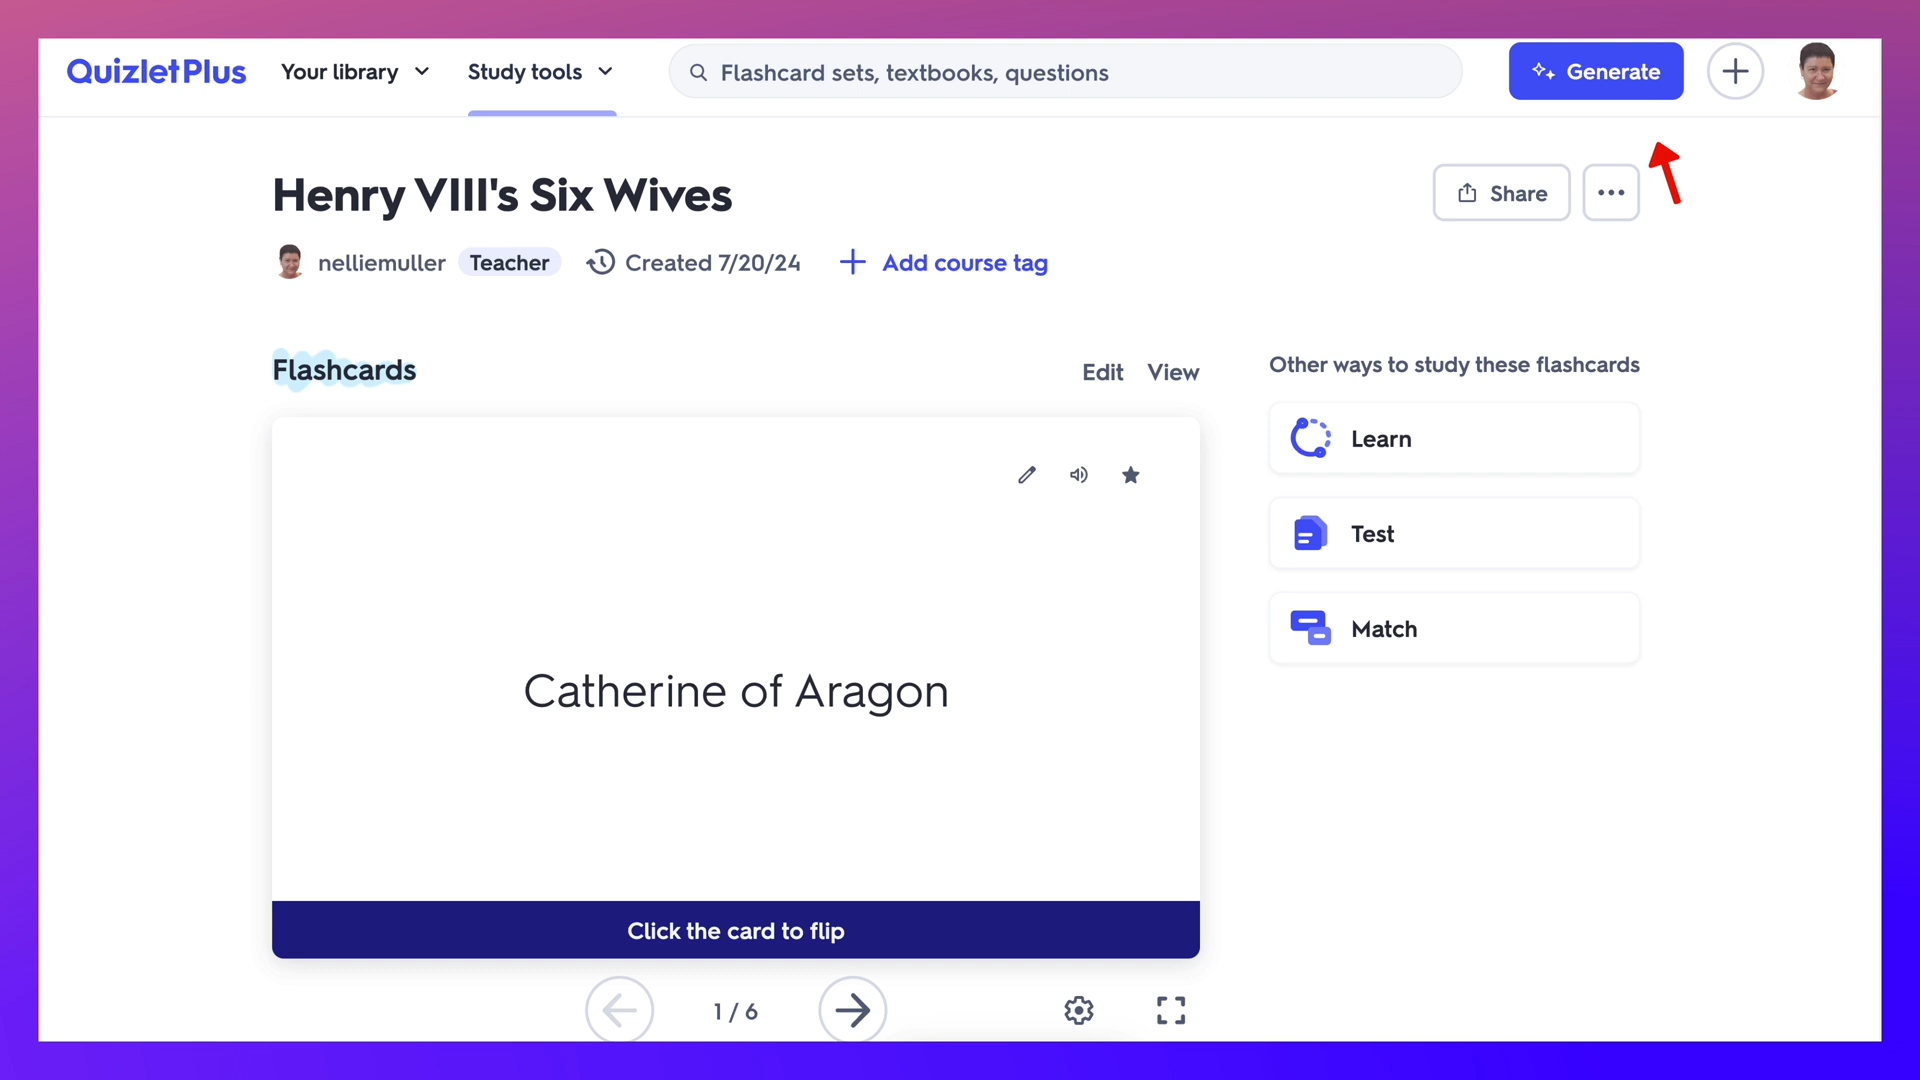 QuizletPlus Your library Study tools Flashcard sets, textbooks, questions Generate
Henry VIII's Six Wives
Share
nelliemuller Teacher Created 7/20/24 Add course tag
Flashcards
Edit View
Other ways to study these flashcards
Learn
Test
Match
Catherine of Aragon
Click the card to flip
1 / 6